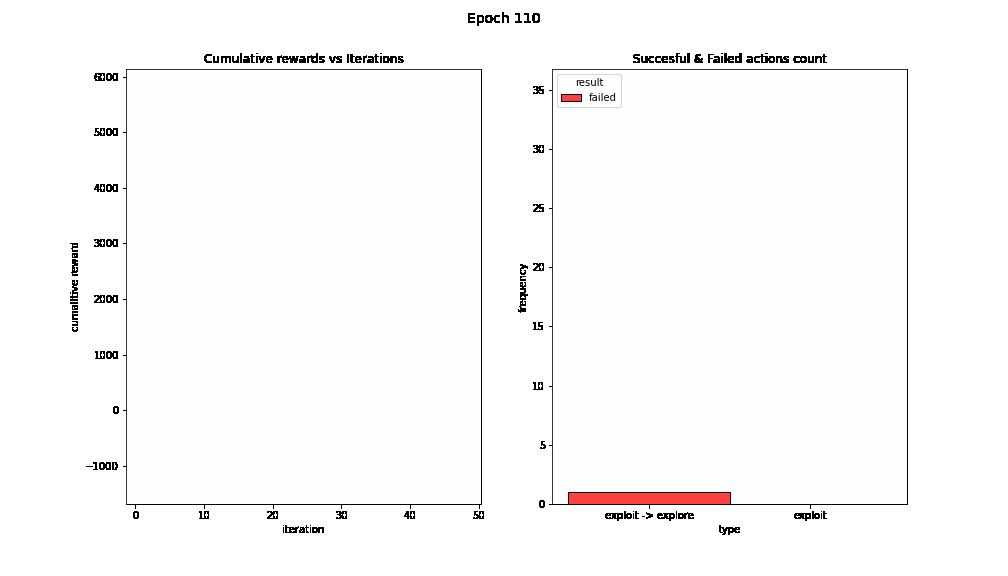 Epoch 110
Cumulative rewards vs Iterations
6000
5000
4000
3000
2000
1000
0
−1000
cumalitive reward
0 10 20 30 40 50
iteration
Succesful & Failed actions count
result
failed
35
30
25
20
15
10
5
0
frequency
exploit -> explore exploit
type